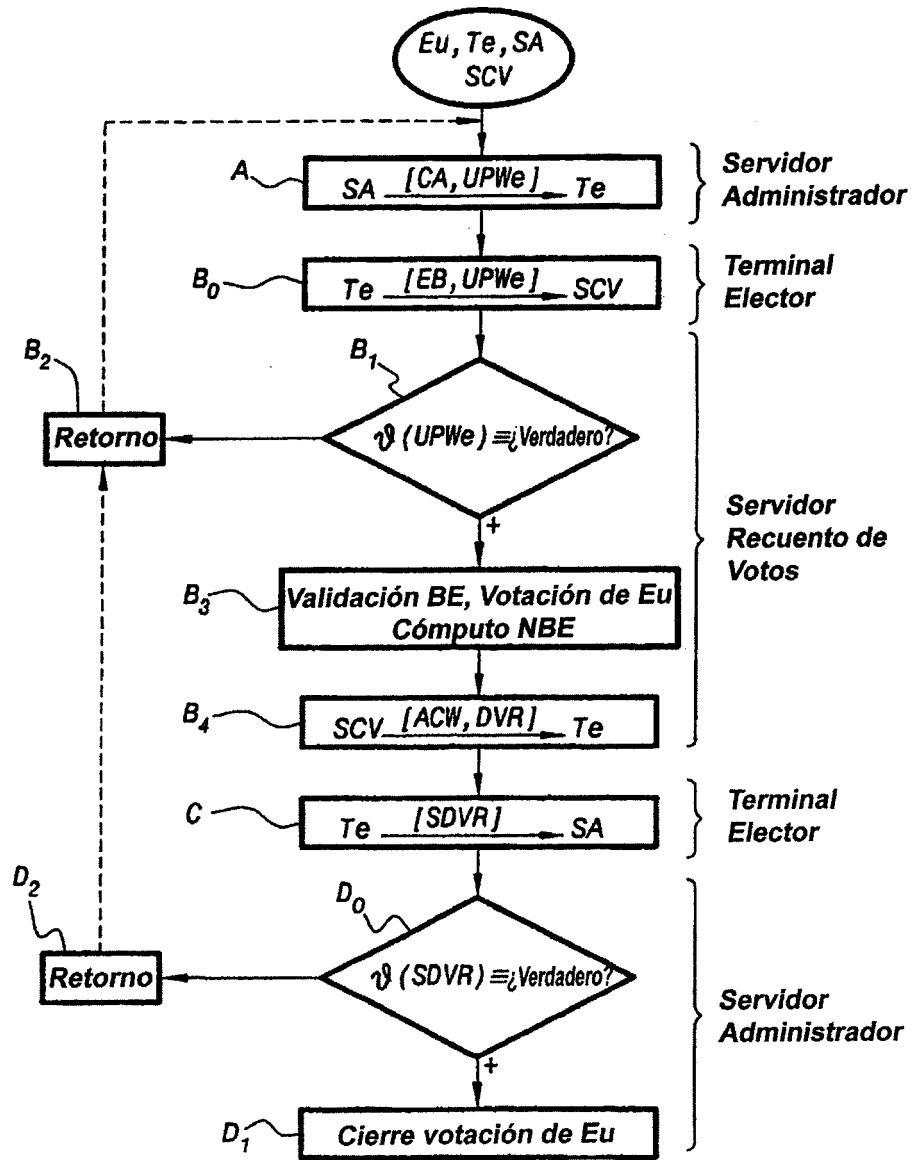 Eu, Te, SA
SCV
A
SA [CA, UPWe] Te
Servidor
Administrador
B₀
Te [EB, UPWe] SCV
Terminal
Elector
B₁
B₂
Retorno
ϑ (UPWe) ≡¿Verdadero?
+
Servidor
Recuento de
Votos
B₃
Validación BE, Votación de Eu
Cómputo NBE
B₄
SCV [ACW, DVR] Te
C
Te [SDVR] SA
Terminal
Elector
D₂
D₀
Retorno
ϑ (SDVR) ≡¿Verdadero?
+
Servidor
Administrador
D₁
Cierre votación de Eu